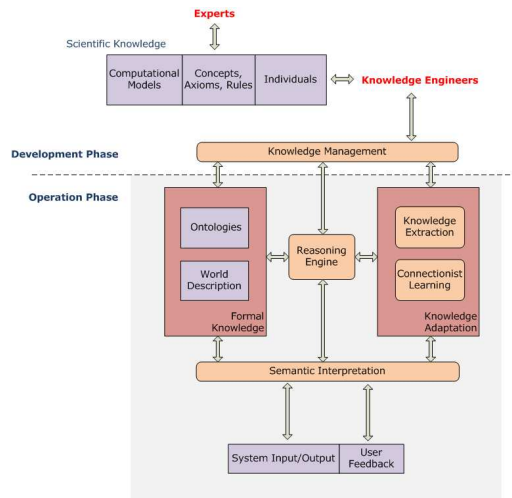 Experts
Scientific Knowledge
Computational
Models
Concepts,
Axioms, Rules
Individuals
Knowledge Engineers
Development Phase
Knowledge Management
Operation Phase
Ontologies
World
Description
Formal
Knowledge
Reasoning
Engine
Knowledge
Extraction
Connectionist
Learning
Knowledge
Adaptation
Semantic Interpretation
System Input/Output
User
Feedback